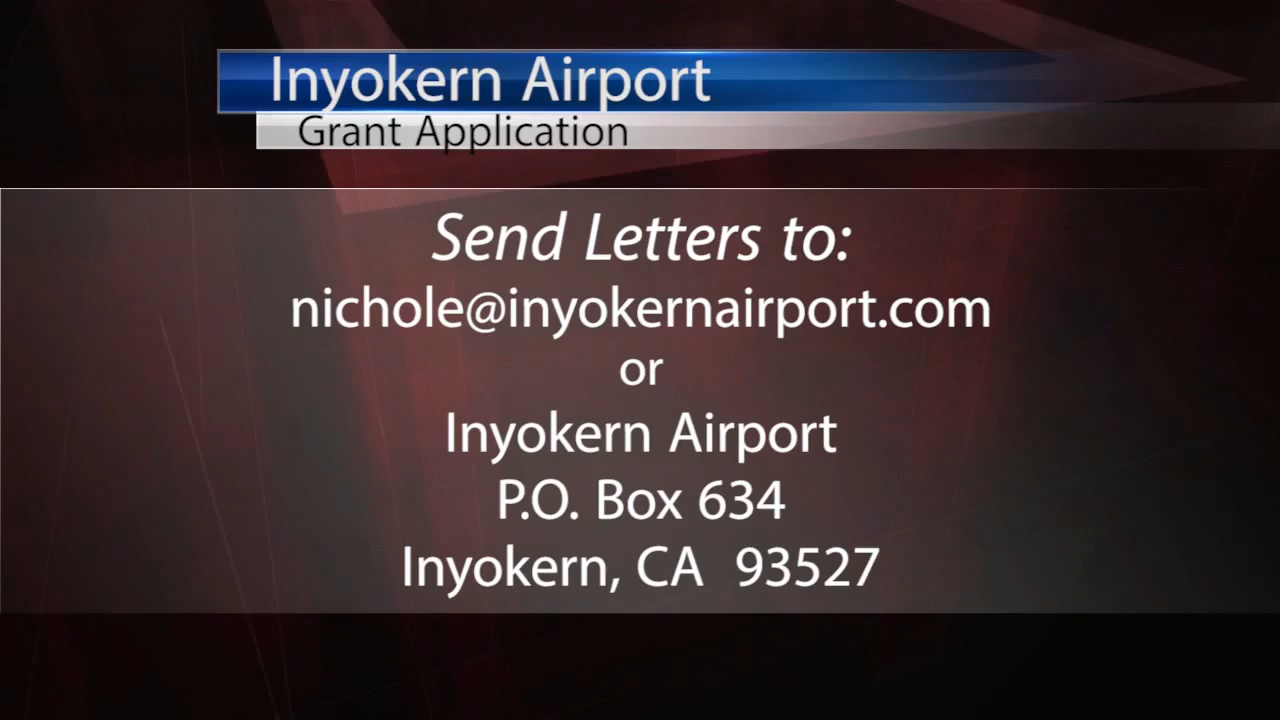 Inyokern Airport
Grant Application
Send Letters to:
nichole@inyokernairport.com
or
Inyokern Airport
P.O. Box 634
Inyokern, CA  93527